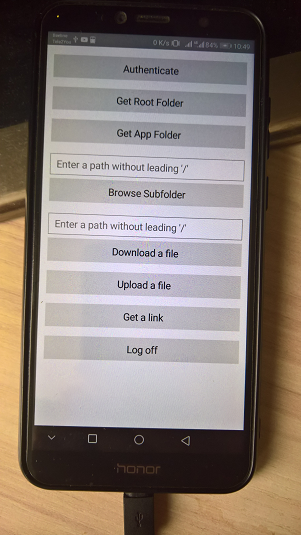 0 K/s 84% 10:49
Authenticate
Get Root Folder
Get App Folder
Enter a path without leading '/'
Browse Subfolder
Enter a path without leading '/'
Download a file
Upload a file
Get a link
Log off
honor